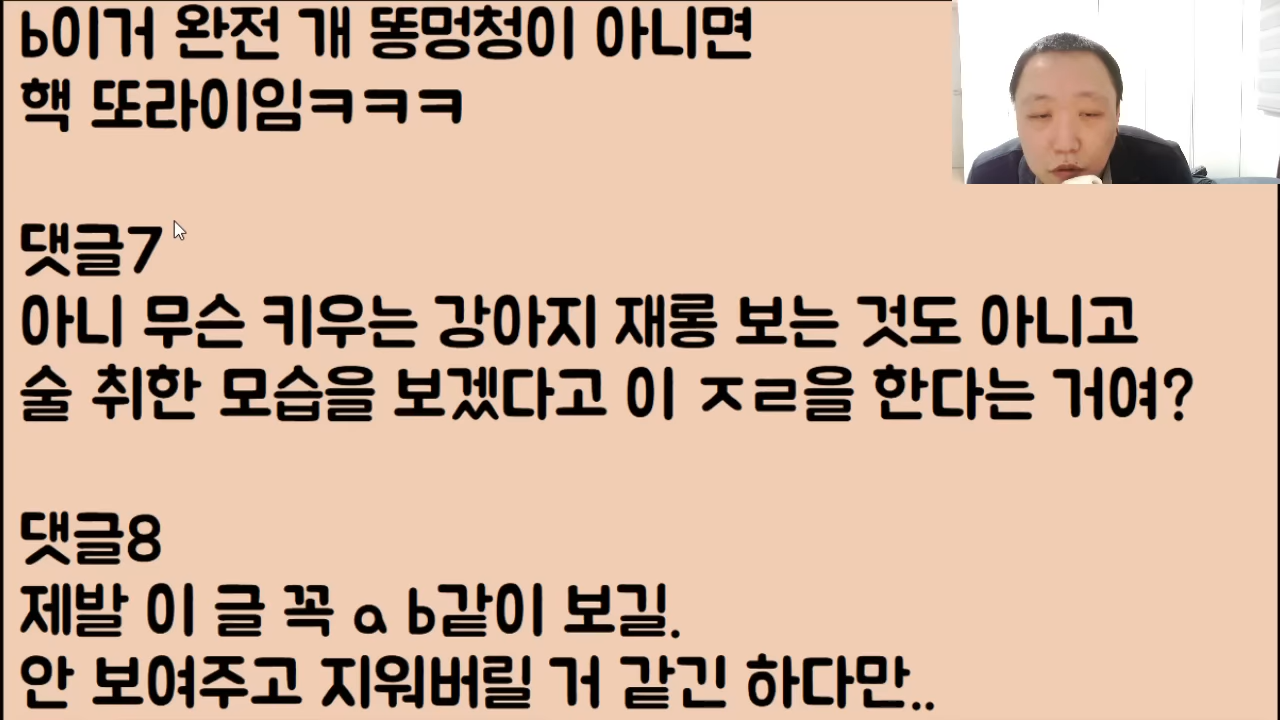 b이거 완전 개 똥멍청이 아니면
핵 또라이임ㅋㅋㅋ
댓글7
아니 무슨 키우는 강아지 재롱 보는 것도 아니고
술 취한 모습을 보겠다고 이 ㅈㄹ을 한다는 거여?
댓글8
제발 이 글 꼭 a b같이 보길.
안 보여주고 지워버릴 거 같긴 하다만..